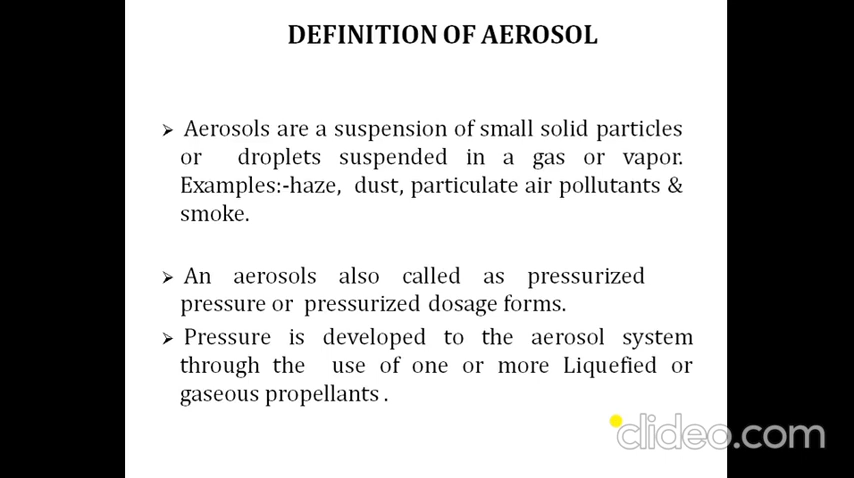 DEFINITION OF AEROSOL
➢ Aerosols are a suspension of small solid particles
or droplets suspended in a gas or vapor.
Examples:-haze, dust, particulate air pollutants &
smoke.
➢ An aerosols also called as pressurized
pressure or pressurized dosage forms.
➢ Pressure is developed to the aerosol system
through the use of one or more Liquefied or
gaseous propellants .
clideo.com